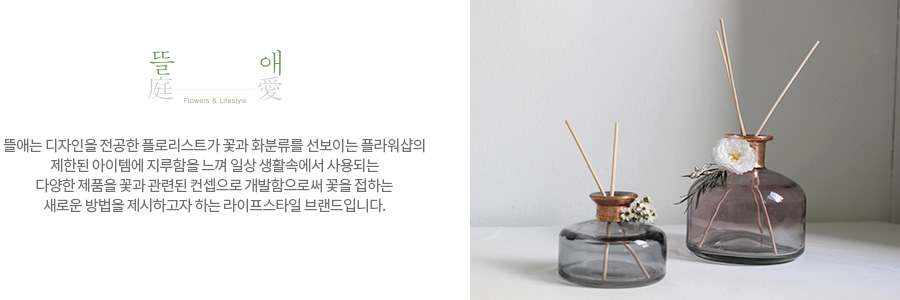 뜰 애
庭 愛
Flowers & Lifestyle
뜰애는 디자인을 전공한 플로리스트가 꽃과 화분류를 선보이는 플라워샵의
제한된 아이템에 지루함을 느껴 일상 생활속에서 사용되는
다양한 제품을 꽃과 관련된 컨셉으로 개발함으로써 꽃을 접하는
새로운 방법을 제시하고자 하는 라이프스타일 브랜드입니다.